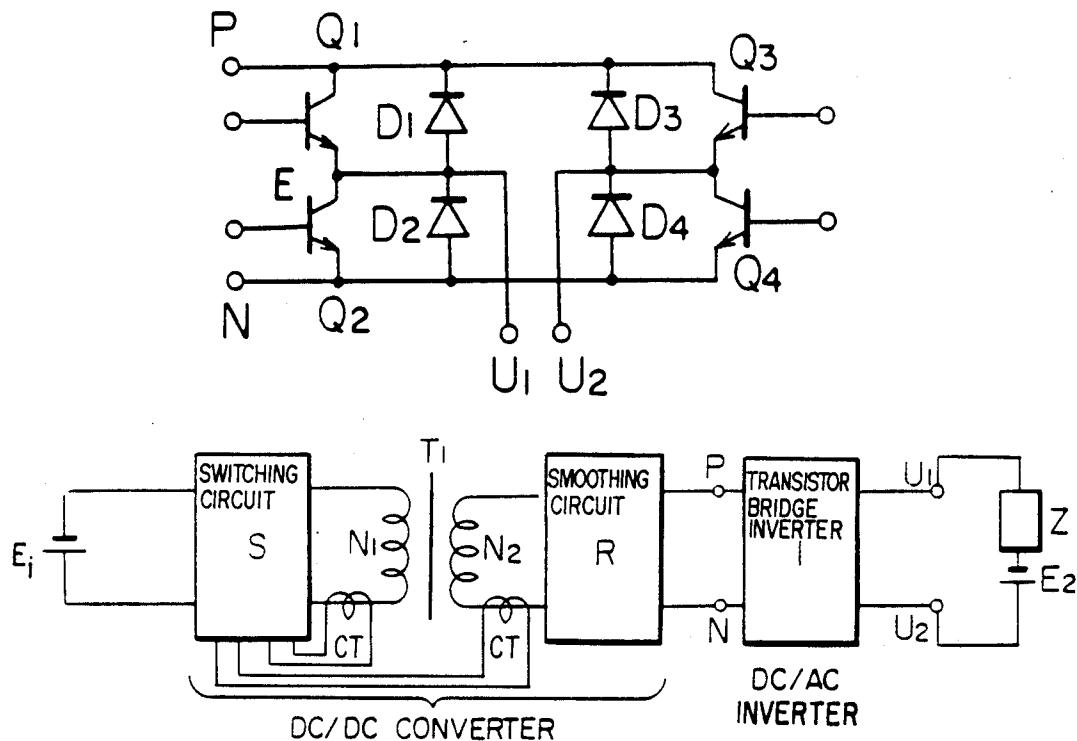 P
Q1
Q3
D1
D3
E
D2
D4
N
Q2
Q4
U1
U2
SWITCHING
CIRCUIT
S
T1
N1
N2
CT
CT
SMOOTHING
CIRCUIT
R
P
N
TRANSISTOR
BRIDGE
INVERTER
I
U1
U2
Z
E2
Ei
DC/DC CONVERTER
DC/AC
INVERTER